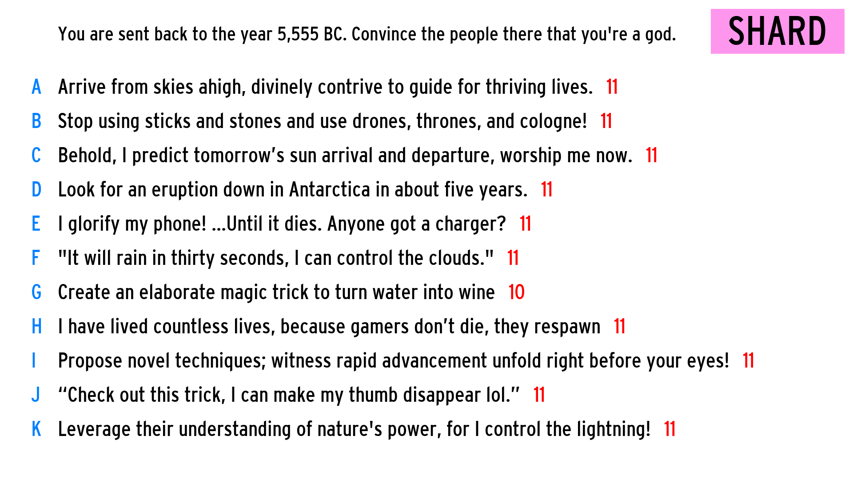 You are sent back to the year 5,555 BC. Convince the people there that you're a god.
SHARD
A Arrive from skies ahigh, divinely contrive to guide for thriving lives. 11
B Stop using sticks and stones and use drones, thrones, and cologne! 11
C Behold, I predict tomorrow’s sun arrival and departure, worship me now. 11
D Look for an eruption down in Antarctica in about five years. 11
E I glorify my phone! ...Until it dies. Anyone got a charger? 11
F "It will rain in thirty seconds, I can control the clouds." 11
G Create an elaborate magic trick to turn water into wine 10
H I have lived countless lives, because gamers don’t die, they respawn 11
I Propose novel techniques; witness rapid advancement unfold right before your eyes! 11
J “Check out this trick, I can make my thumb disappear lol.” 11
K Leverage their understanding of nature's power, for I control the lightning! 11